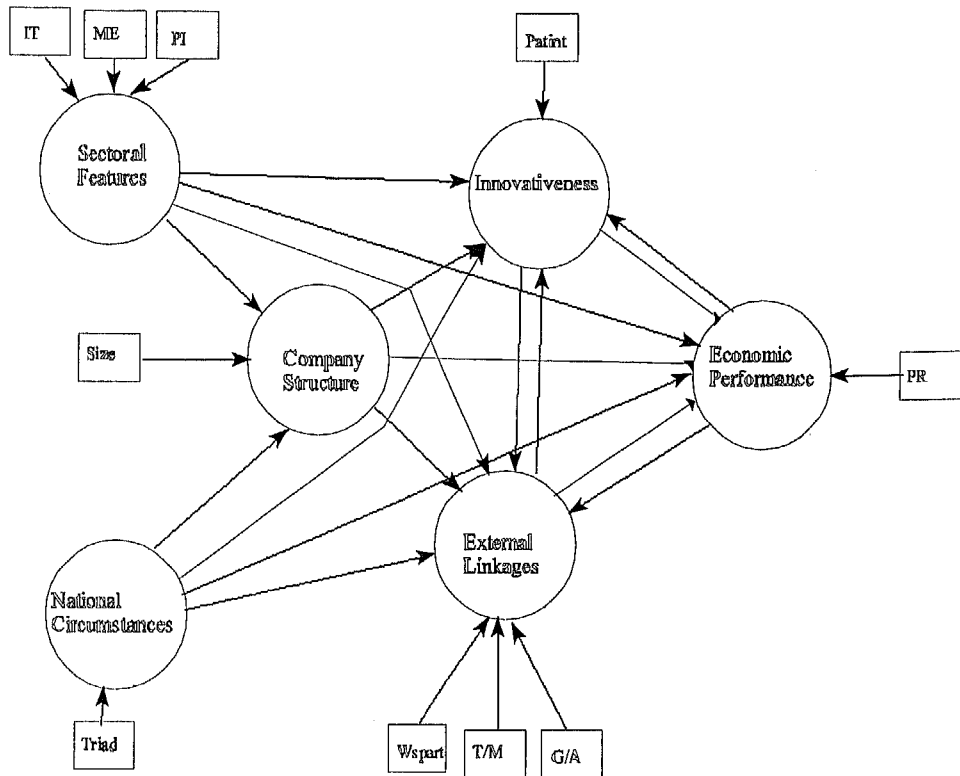 IT
ME
PI
Patint
Sectoral
Features
Innovativeness
Size
Company
Structure
Economic
Performance
PR
External
Linkages
National
Circumstances
Triad
Wspart
T/M
G/A